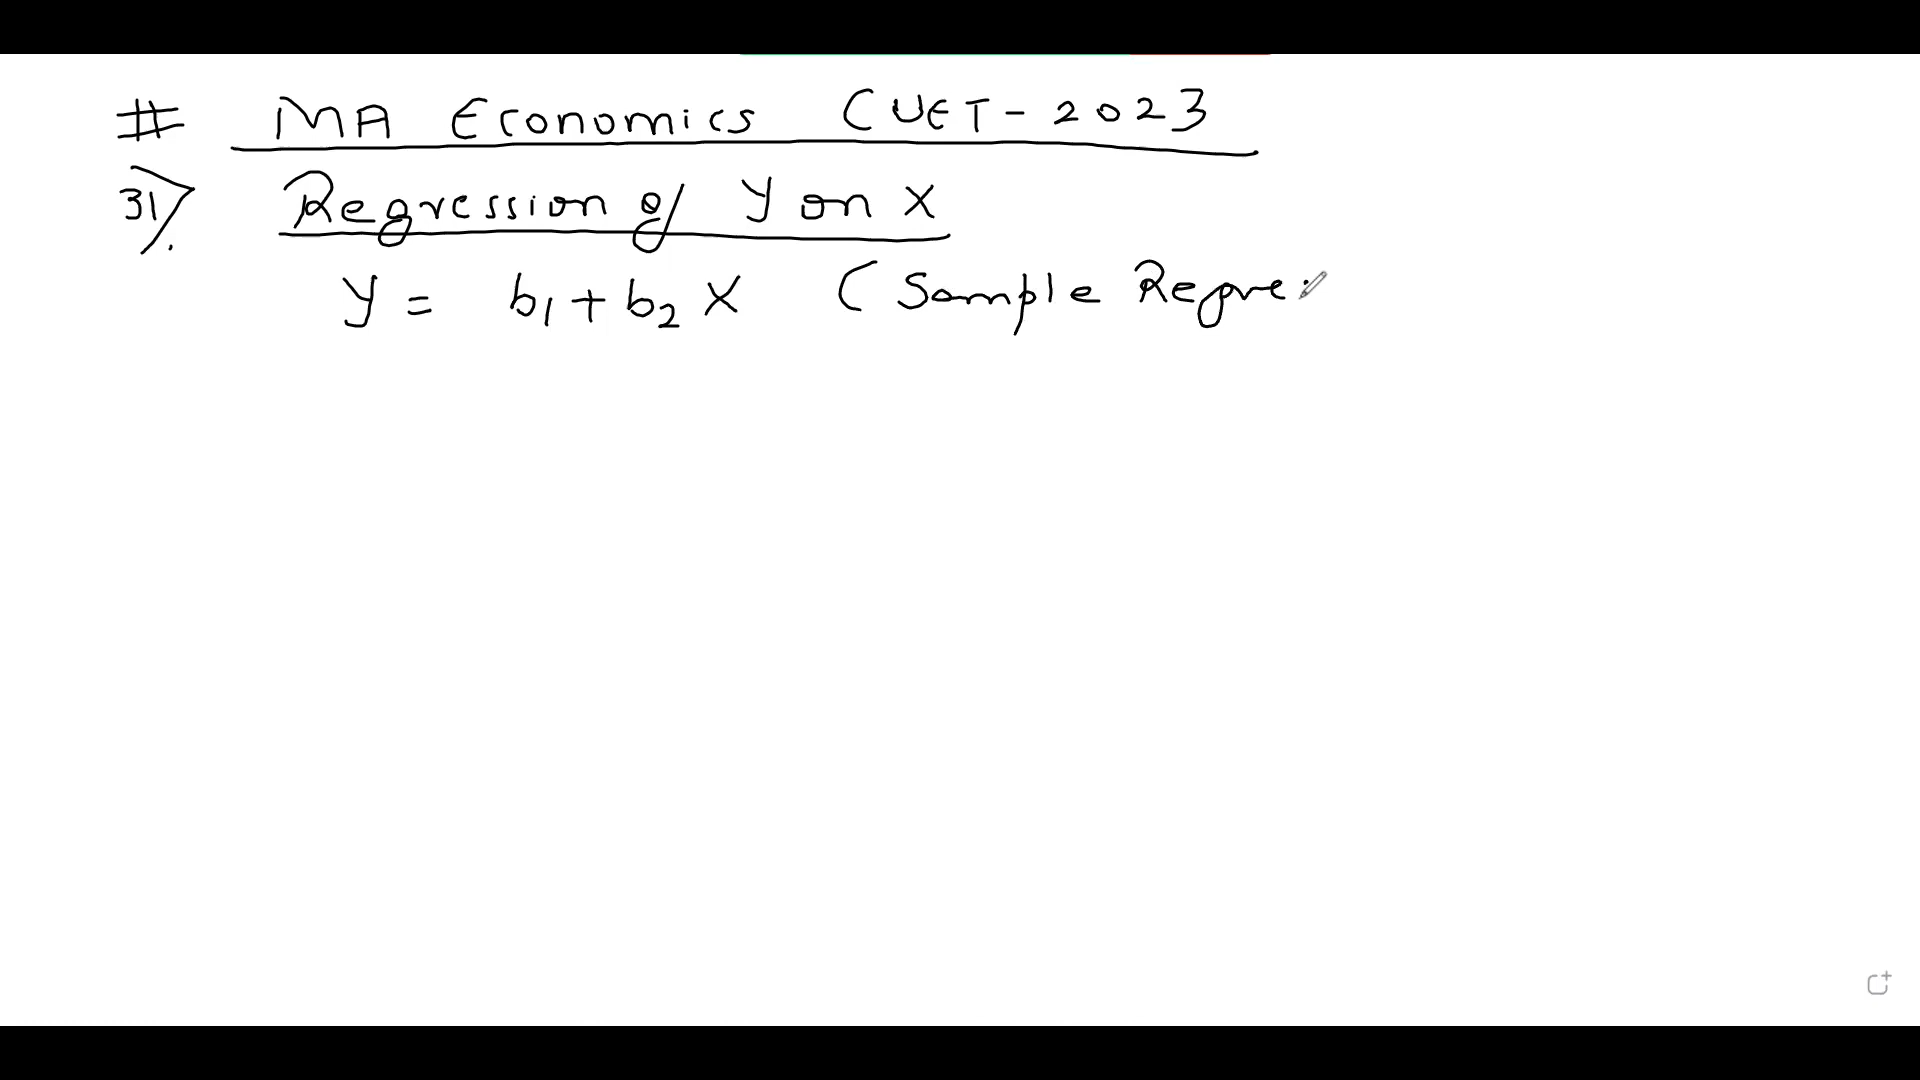 # MA Economics CUET - 2023
31). Regression of Y on X
Y = b₁ + b₂ X ( Sample Regre